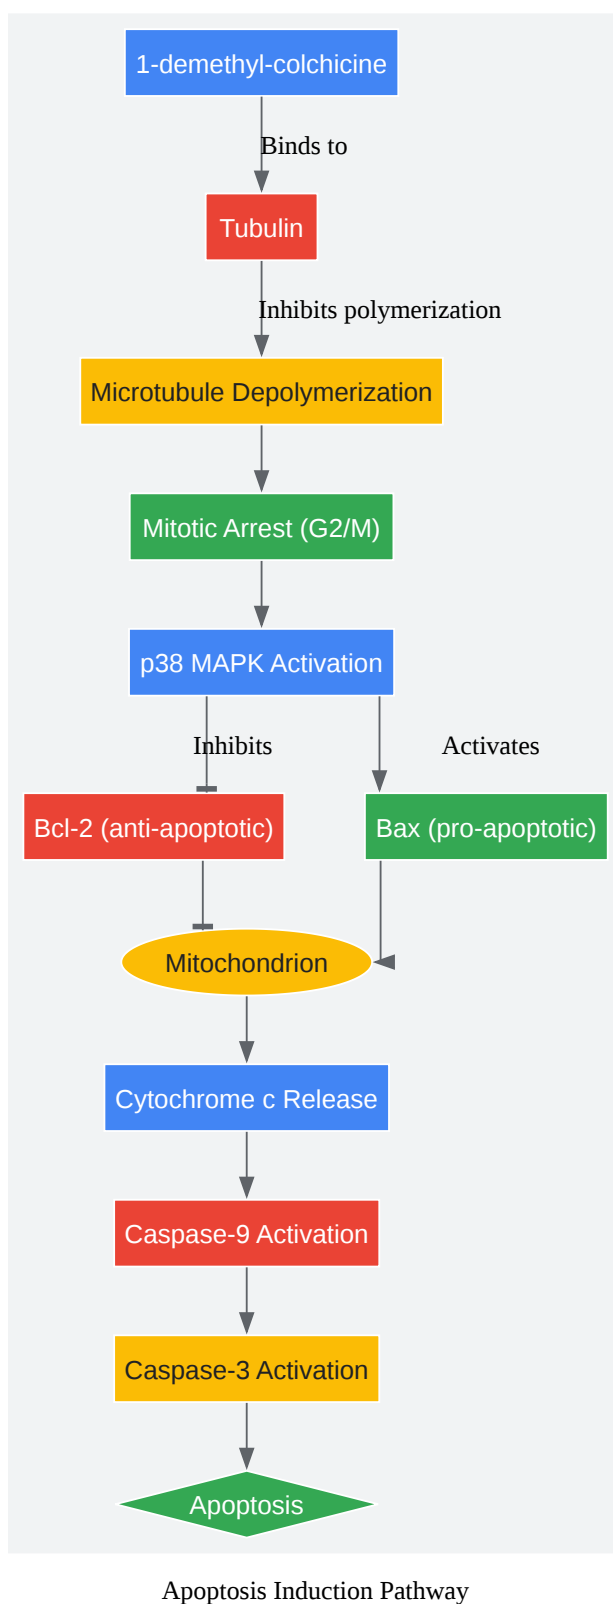 1-demethyl-colchicine
Binds to
Tubulin
Inhibits polymerization
Microtubule Depolymerization
Mitotic Arrest (G2/M)
p38 MAPK Activation
Inhibits
Activates
Bcl-2 (anti-apoptotic)
Bax (pro-apoptotic)
Mitochondrion
Cytochrome c Release
Caspase-9 Activation
Caspase-3 Activation
Apoptosis
Apoptosis Induction Pathway